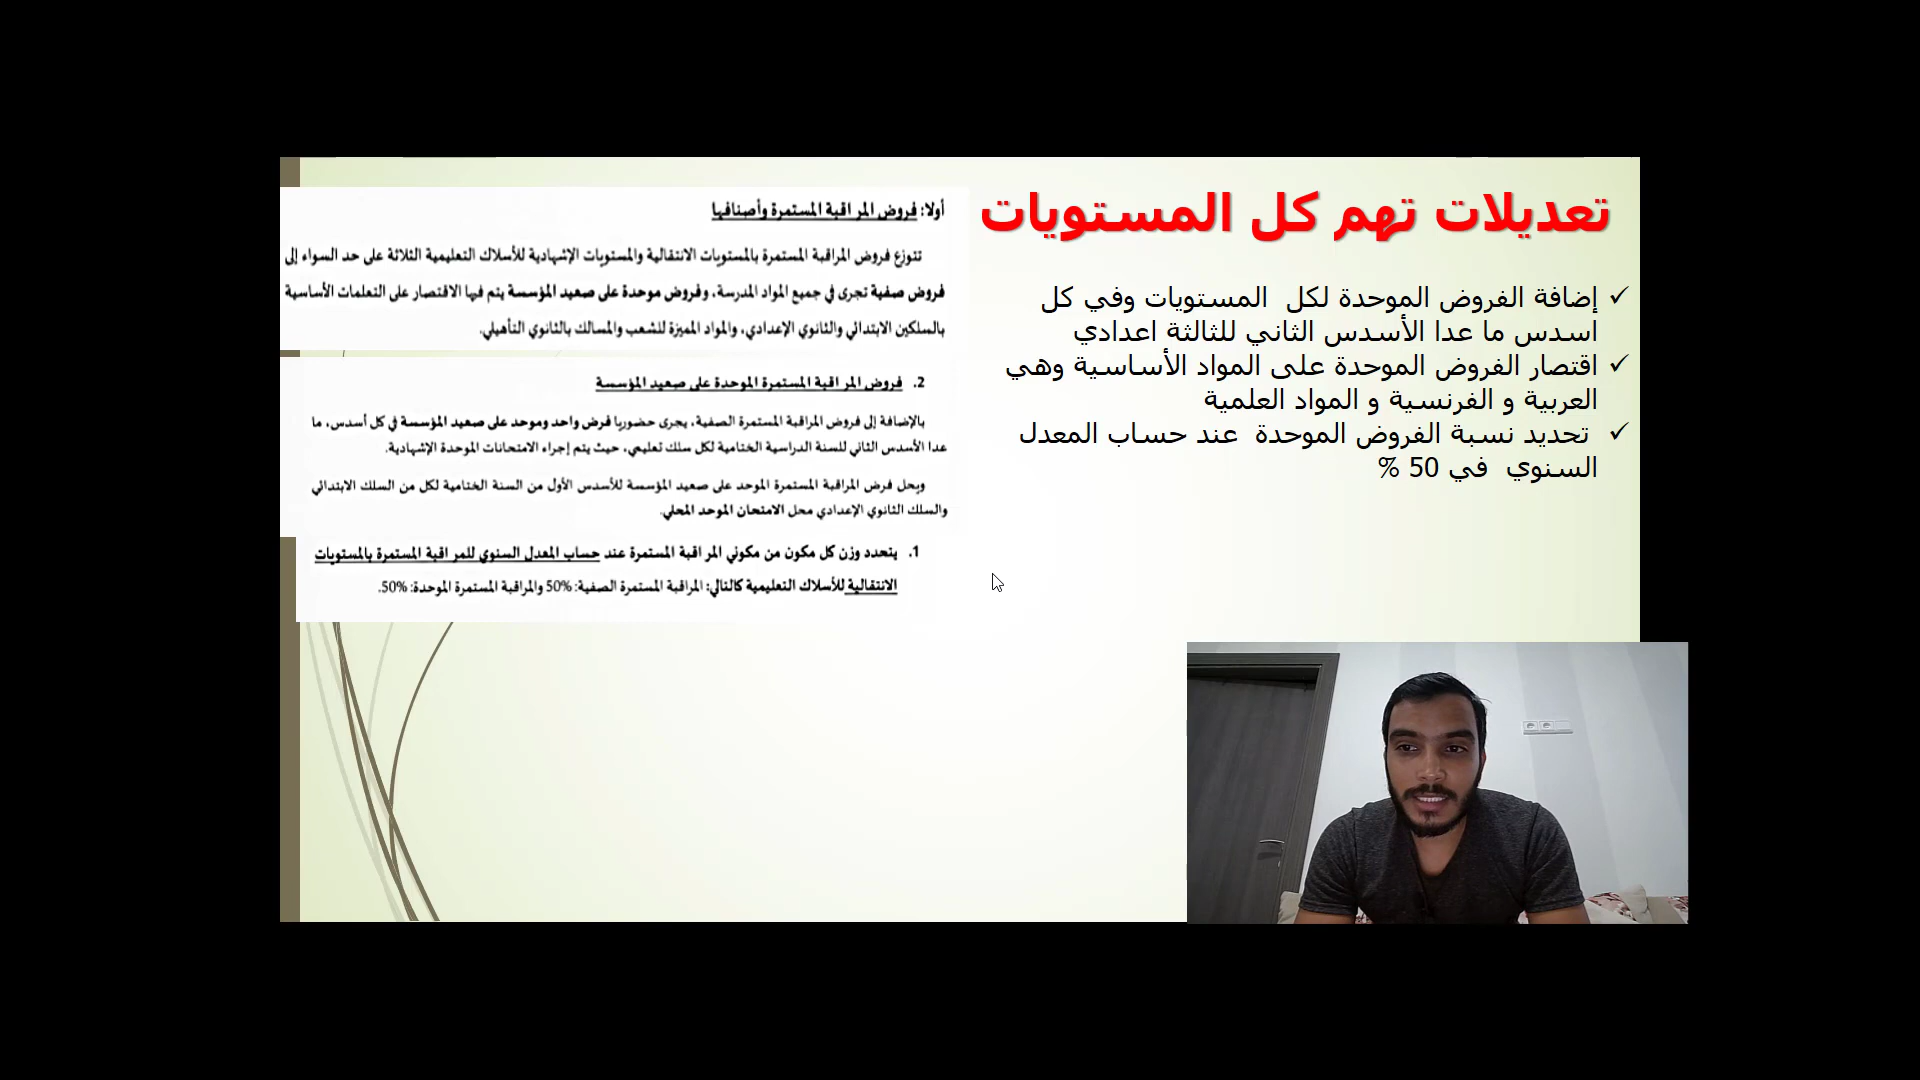 تعديلات تهم كل المستويات
✓ إضافة الفروض الموحدة لكل المستويات وفي كل
اسدس ما عدا الأسدس الثاني للثالثة اعدادي
✓ اقتصار الفروض الموحدة على المواد الأساسية وهي
العربية و الفرنسية و المواد العلمية
✓ تحديد نسبة الفروض الموحدة عند حساب المعدل
السنوي في 50 %
أولا: فروض المراقبة المستمرة وأصنافها
تتوزع فروض المراقبة المستمرة بالمستويات الانتقالية والمستويات الإشهادية للأسلاك التعليمية الثلاثة على حد السواء إلى
فروض صفية تجرى في جميع المواد المدرسة، وفروض موحدة على صعيد المؤسسة يتم فيها الاقتصار على التعلمات الأساسية
بالسلكين الابتدائي والثانوي الإعدادي، والمواد المميزة للشعب والمسالك بالثانوي التأهيلي.
2. فروض المراقبة المستمرة الموحدة على صعيد المؤسسة
بالإضافة إلى فروض المراقبة المستمرة الصفية، يجرى حضوريا فرض واحد وموحد على صعيد المؤسسة في كل أسدس، ما
عدا الأسدس الثاني للسنة الدراسية الختامية لكل سلك تعليمي، حيث يتم إجراء الامتحانات الموحدة الإشهادية.
ويحل فرض المراقبة المستمرة الموحد على صعيد المؤسسة للأسدس الأول من السنة الختامية لكل من السلك الابتدائي
والسلك الثانوي الإعدادي محل الامتحان الموحد المحلي.
1. يتحدد وزن كل مكون من مكوني المراقبة المستمرة عند حساب المعدل السنوي للمراقبة المستمرة بالمستويات
الانتقالية للأسلاك التعليمية كالتالي: المراقبة المستمرة الصفية: 50% والمراقبة المستمرة الموحدة: 50%.